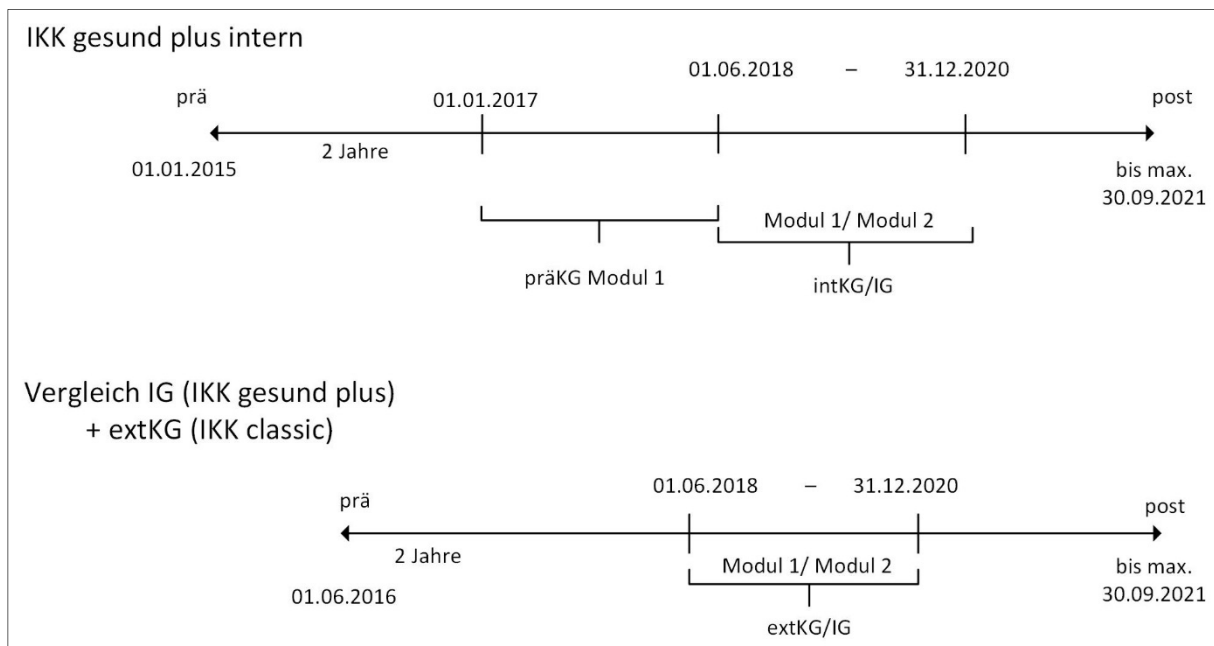 IKK gesund plus intern
01.06.2018 – 31.12.2020
prä 01.01.2017 post
2 Jahre
01.01.2015 bis max.
30.09.2021
Modul 1/ Modul 2
präKG Modul 1 intKG/IG
Vergleich IG (IKK gesund plus)
+ extKG (IKK classic)
01.06.2018 – 31.12.2020
prä post
2 Jahre Modul 1/ Modul 2 bis max.
01.06.2016 30.09.2021
extKG/IG